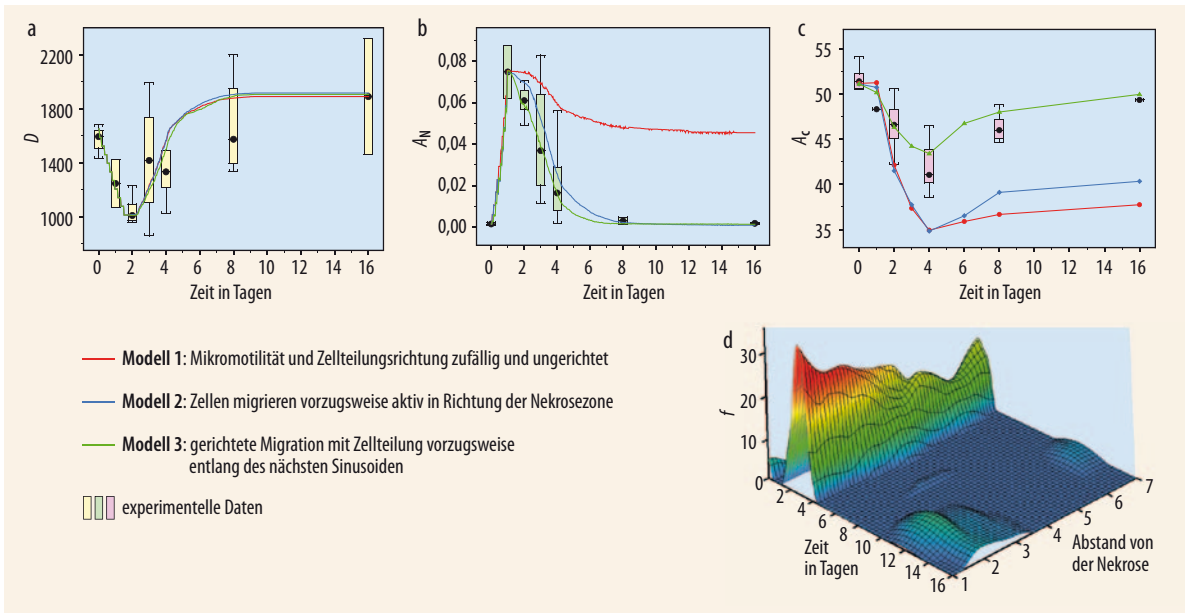 a
2200
1800
1400
1000
D
0 2 4 6 8 10 12 14 16
Zeit in Tagen
b
0,08
0,06
0,04
0,02
0,00
A_N
0 2 4 6 8 10 12 14 16
Zeit in Tagen
c
55
50
45
40
35
A_c
0 2 4 6 8 10 12 14 16
Zeit in Tagen
Modell 1: Mikromotilität und Zellteilungsrichtung zufällig und ungerichtet
Modell 2: Zellen migrieren vorzugsweise aktiv in Richtung der Nekrosezone
Modell 3: gerichtete Migration mit Zellteilung vorzugsweise
entlang des nächsten Sinusoiden
experimentelle Daten
d
30
20
10
0
f
2 4 6 8 10 12 14 16
Zeit
in Tagen
1 2 3 4 5 6 7
Abstand von
der Nekrose